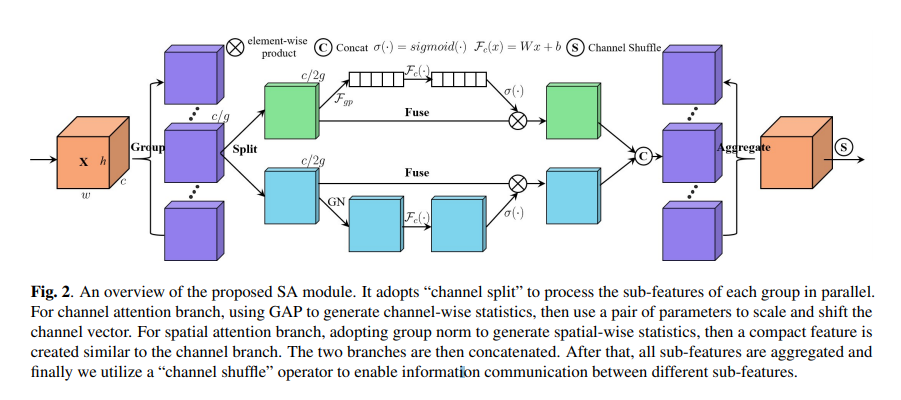 element-wise product
C Concat σ(·) = sigmoid(·) F_c(x) = Wx + b S Channel Shuffle
c/2g
F_c(·)
F_gp
σ(·)
c/g
Fuse
Group
Split
X h
c
w
C
Aggregate
S
c/2g
Fuse
GN
F_c(·)
σ(·)
Fig. 2. An overview of the proposed SA module. It adopts “channel split” to process the sub-features of each group in parallel.
For channel attention branch, using GAP to generate channel-wise statistics, then use a pair of parameters to scale and shift the
channel vector. For spatial attention branch, adopting group norm to generate spatial-wise statistics, then a compact feature is
created similar to the channel branch. The two branches are then concatenated. After that, all sub-features are aggregated and
finally we utilize a “channel shuffle” operator to enable information communication between different sub-features.